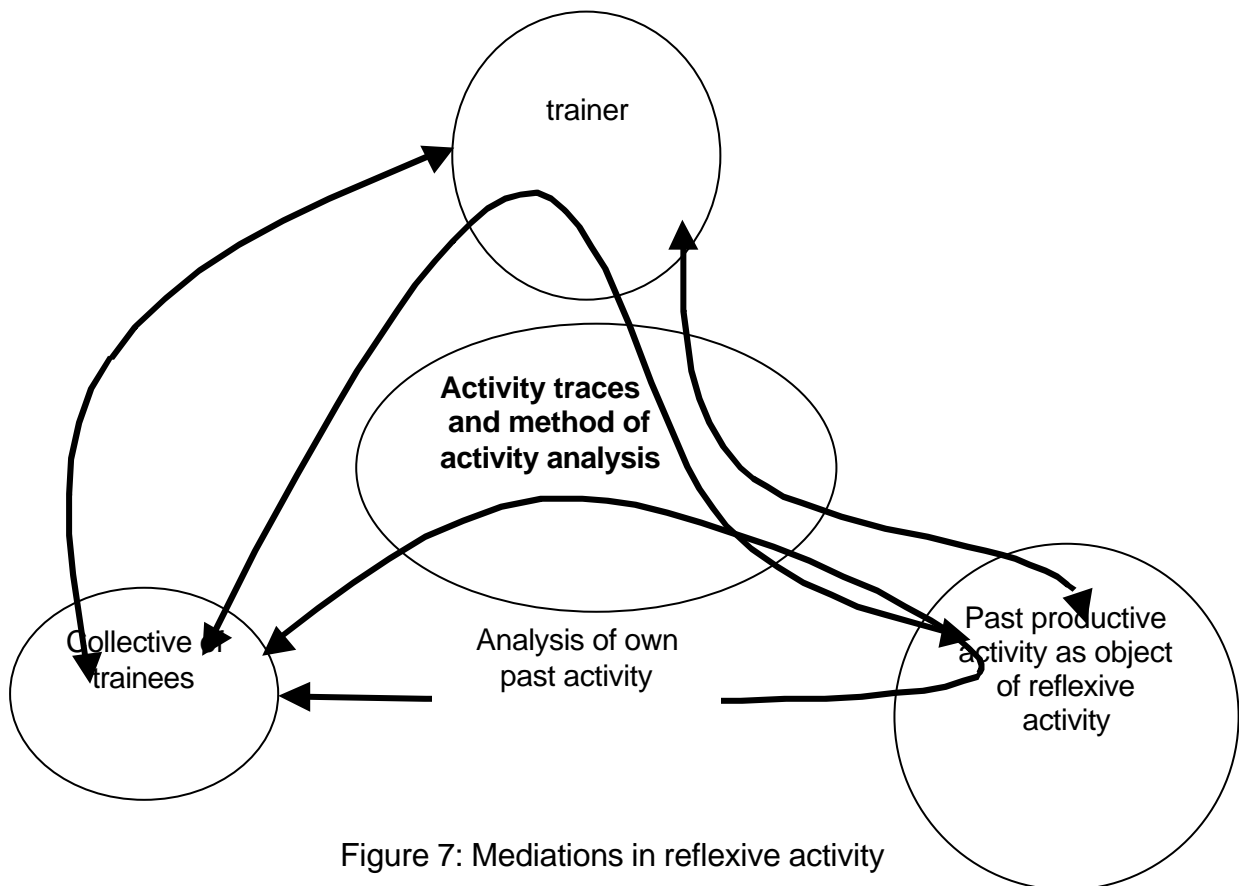 trainer
Activity traces
and method of
activity analysis
Collective of
trainees
Analysis of own
past activity
Past productive
activity as object
of reflexive
activity
Figure 7: Mediations in reflexive activity